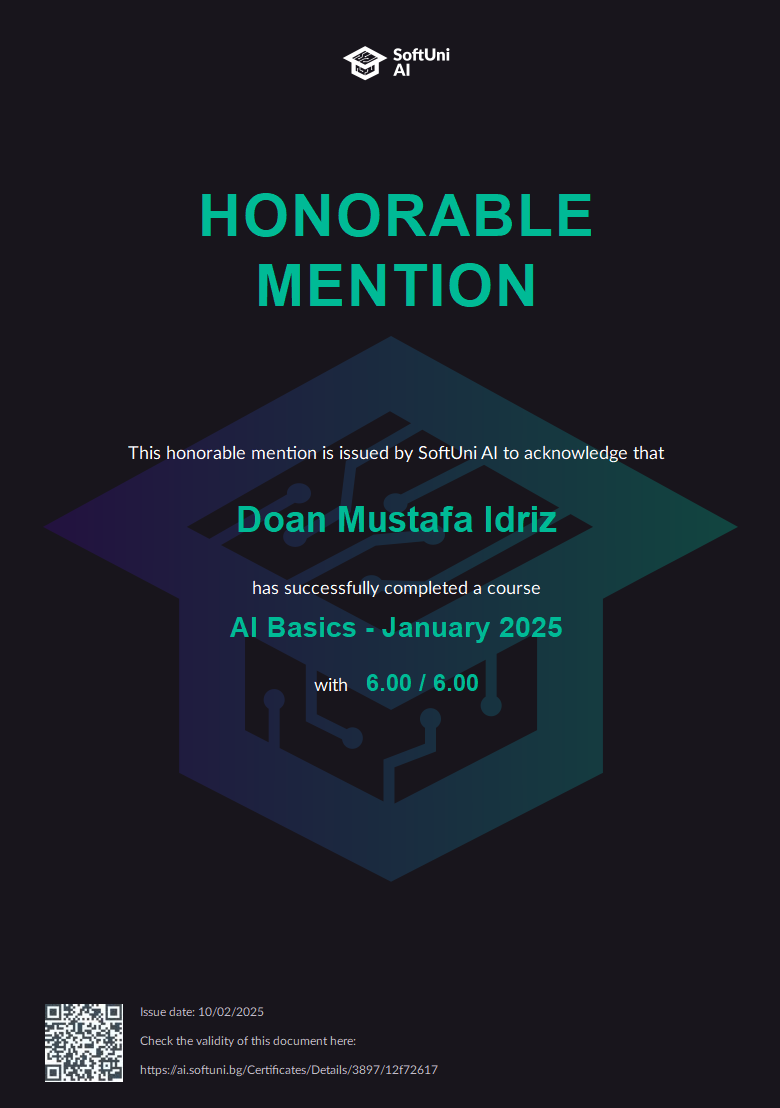 SoftUni
AI
HONORABLE
MENTION
This honorable mention is issued by SoftUni AI to acknowledge that
Doan Mustafa Idriz
has successfully completed a course
AI Basics - January 2025
with 6.00 / 6.00
Issue date: 10/02/2025
Check the validity of this document here:
https://ai.softuni.bg/Certificates/Details/3897/12f72617